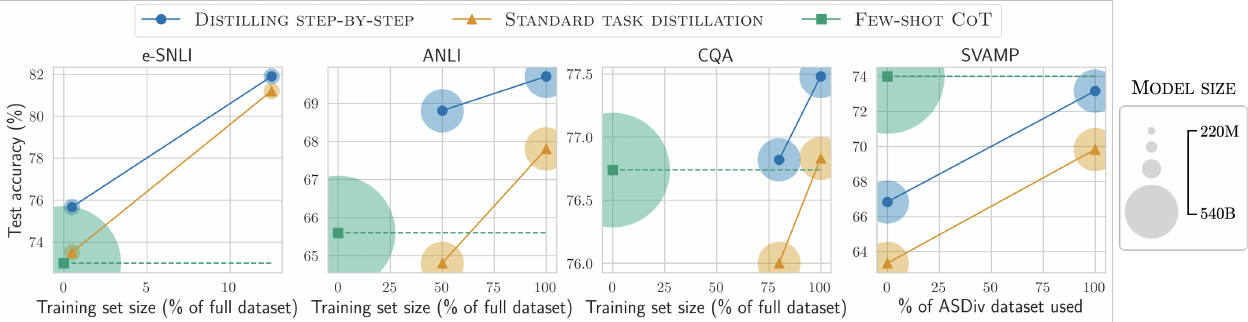 DISTILLING STEP-BY-STEP STANDARD TASK DISTILLATION FEW-SHOT COT
e-SNLI
Test accuracy (%)
82
80
78
76
74
0 5 10
Training set size (% of full dataset)
ANLI
69
68
67
66
65
0 25 50 75 100
Training set size (% of full dataset)
CQA
77.5
77.0
76.5
76.0
0 25 50 75 100
Training set size (% of full dataset)
SVAMP
74
72
70
68
66
64
0 25 50 75 100
% of ASDiv dataset used
MODEL SIZE
220M
540B